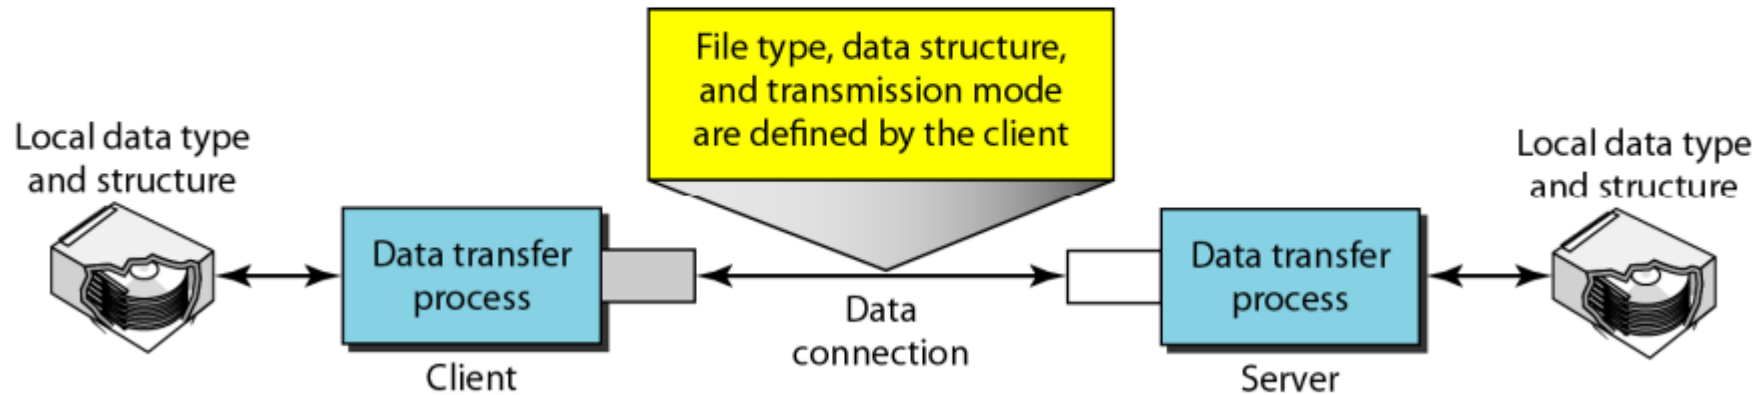 File type, data structure,
and transmission mode
are defined by the client
Local data type
and structure
Local data type
and structure
Data transfer
process
Data transfer
process
Data
connection
Client
Server